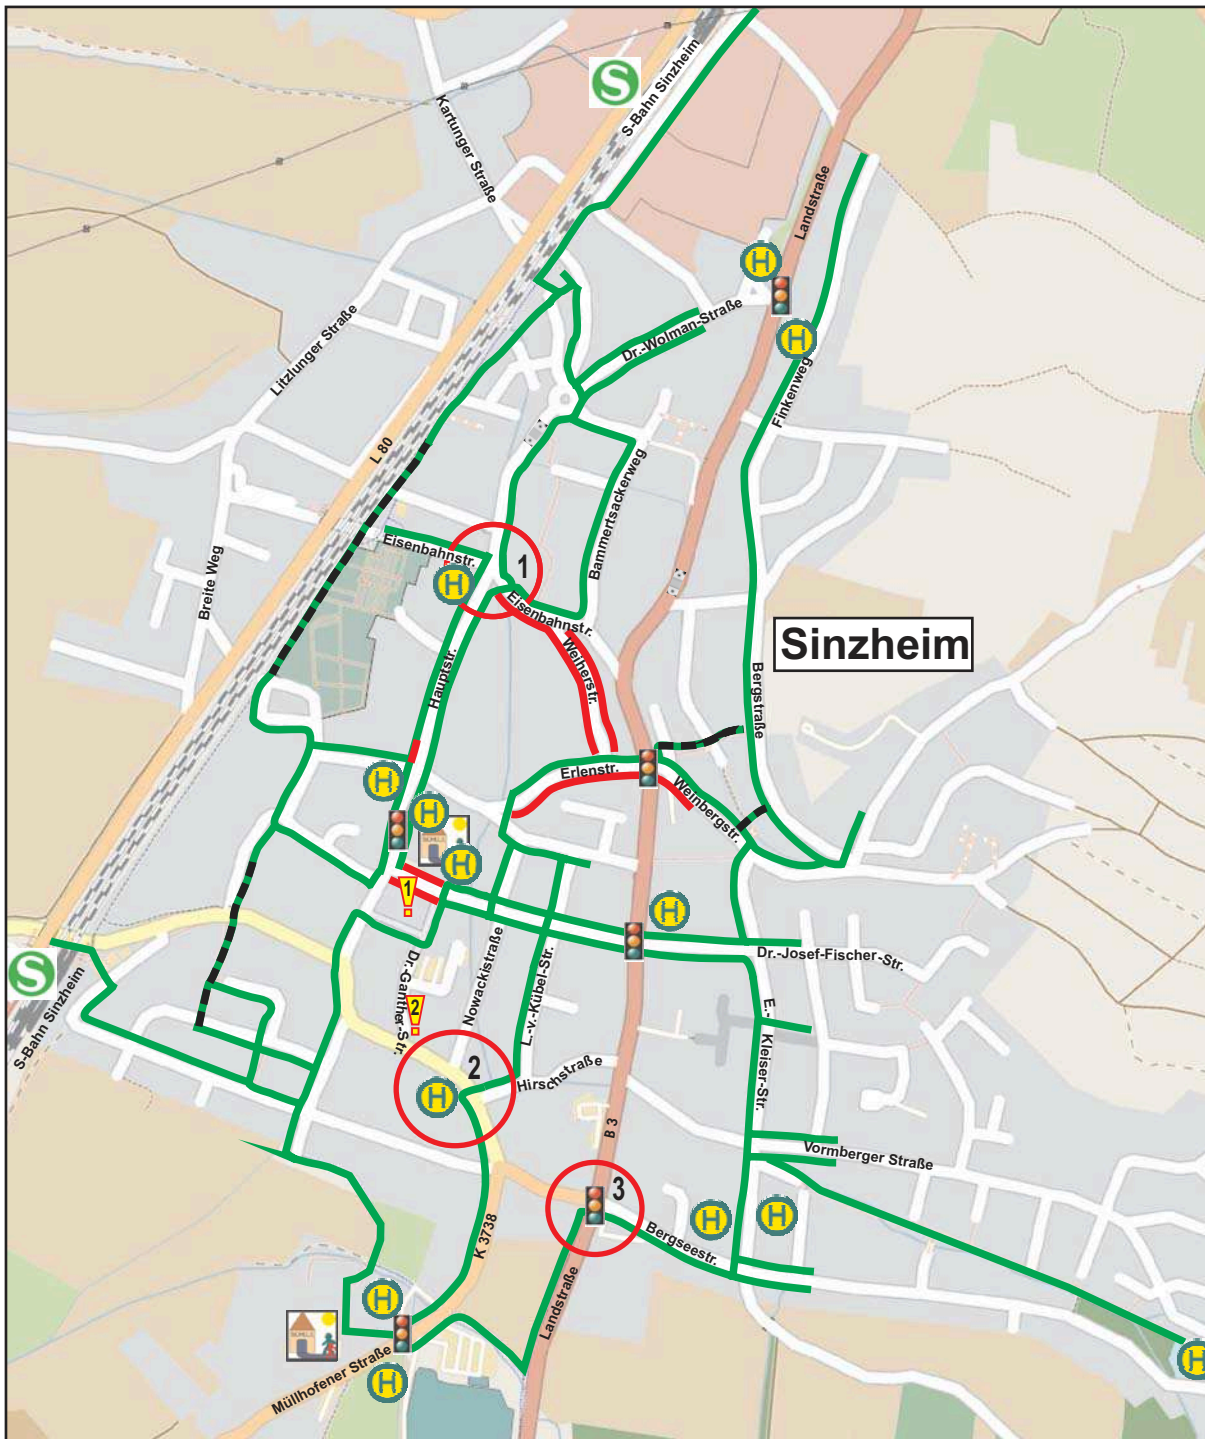 S
S-Bahn Sinzheim
Kartunger Straße
Landstraße
H
Dr.-Wolman-Straße
H
Litzlunger Straße
Finkenweg
L 80
Bammertsackerweg
Eisenbahnstr.
1
H
Breite Weg
Eisenbahnstr.
Sinzheim
Weiherstr.
Hauptstr.
Bergstraße
Erlenstr.
H
Weinbergstr.
H
H
1
H
Dr.-Josef-Fischer-Str.
S
S-Bahn Sinzheim
Dr.-Ganther-Str.
Nowackistraße
L.-v.-Kübel-Str.
2
E.-Kleiser-Str.
2
Hirschstraße
H
B 3
Vormberger Straße
3
H
H
Bergseestr.
K 3738
Landstraße
H
Müllhofener Straße
H
H